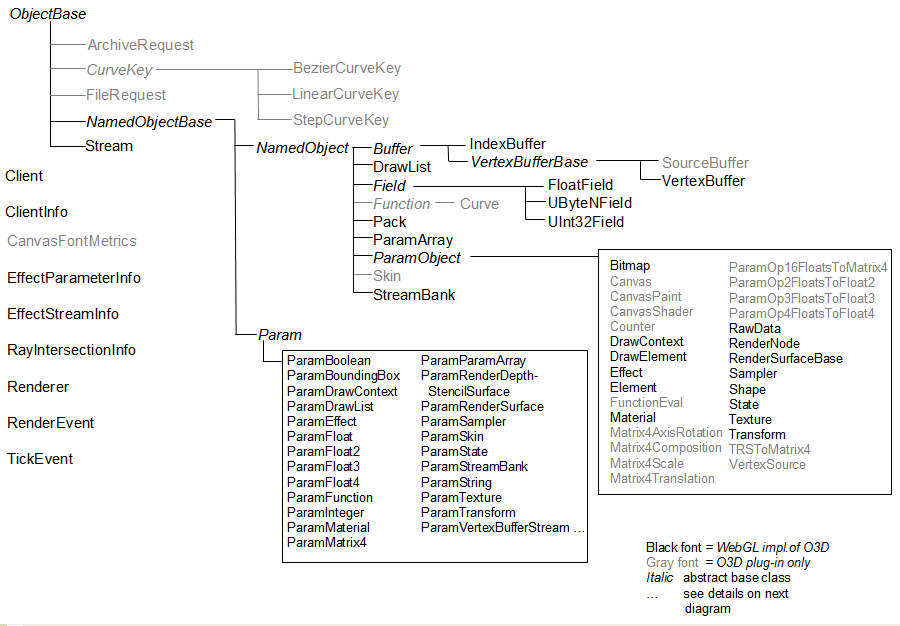 ObjectBase
ArchiveRequest
CurveKey
BezierCurveKey
LinearCurveKey
StepCurveKey
FileRequest
NamedObjectBase
Stream
NamedObject
Buffer
IndexBuffer
VertexBufferBase
SourceBuffer
VertexBuffer
DrawList
Field
FloatField
UByteNField
UInt32Field
Function
Curve
Pack
ParamArray
ParamObject
Skin
StreamBank
Client
ClientInfo
CanvasFontMetrics
EffectParameterInfo
EffectStreamInfo
RayIntersectionInfo
Renderer
RenderEvent
TickEvent
Param
ParamBoolean
ParamBoundingBox
ParamDrawContext
ParamDrawList
ParamEffect
ParamFloat
ParamFloat2
ParamFloat3
ParamFloat4
ParamFunction
ParamInteger
ParamMaterial
ParamMatrix4
ParamParamArray
ParamRenderDepth-
StencilSurface
ParamRenderSurface
ParamSampler
ParamSkin
ParamState
ParamStreamBank
ParamString
ParamTexture
ParamTransform
ParamVertexBufferStream ...
Bitmap
Canvas
CanvasPaint
CanvasShader
Counter
DrawContext
DrawElement
Effect
Element
FunctionEval
Material
Matrix4AxisRotation
Matrix4Composition
Matrix4Scale
Matrix4Translation
ParamOp16FloatsToMatrix4
ParamOp2FloatsToFloat2
ParamOp3FloatsToFloat3
ParamOp4FloatsToFloat4
RawData
RenderNode
RenderSurfaceBase
Sampler
Shape
State
Texture
Transform
TRSToMatrix4
VertexSource
Black font = WebGL impl.of O3D
Gray font = O3D plug-in only
Italic abstract base class
... see details on next
diagram